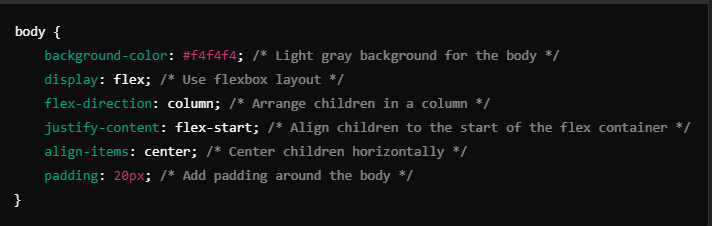 body {
    background-color: #f4f4f4; /* Light gray background for the body */
    display: flex; /* Use flexbox layout */
    flex-direction: column; /* Arrange children in a column */
    justify-content: flex-start; /* Align children to the start of the flex container */
    align-items: center; /* Center children horizontally */
    padding: 20px; /* Add padding around the body */
}